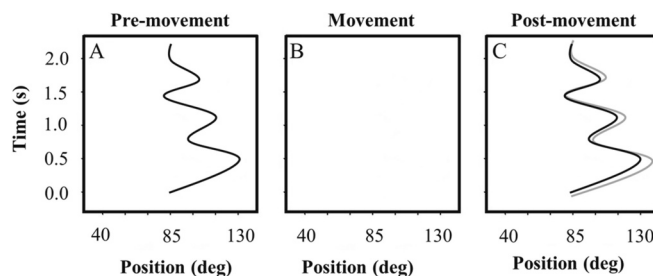 Pre-movement Movement Post-movement
A B C
2.0
1.5
1.0
0.5
0.0
Time (s)
40 85 130 40 85 130 40 85 130
Position (deg) Position (deg) Position (deg)